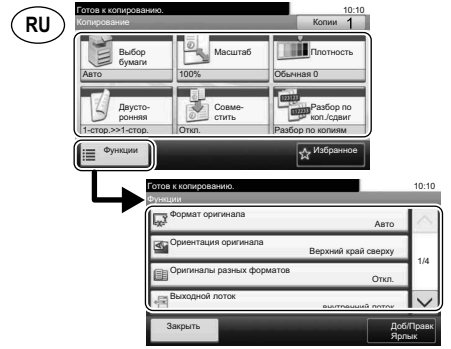 RU
Готов к копированию. 10:10
Копирование Копии 1
Выбор
бумаги
Авто
Масштаб
100%
Плотность
Обычная 0
Двусто-
ронняя
1-стор.>>1-стор.
Совме-
стить
Откл.
Разбор по
коп./сдвиг
Разбор по копиям
Функции
Избранное
Готов к копированию. 10:10
Функции
Формат оригинала
Авто
Ориентация оригинала
Верхний край сверху
Оригиналы разных форматов
Откл.
Выходной лоток
внутренний лоток
1/4
Закрыть
Доб/Правк
Ярлык